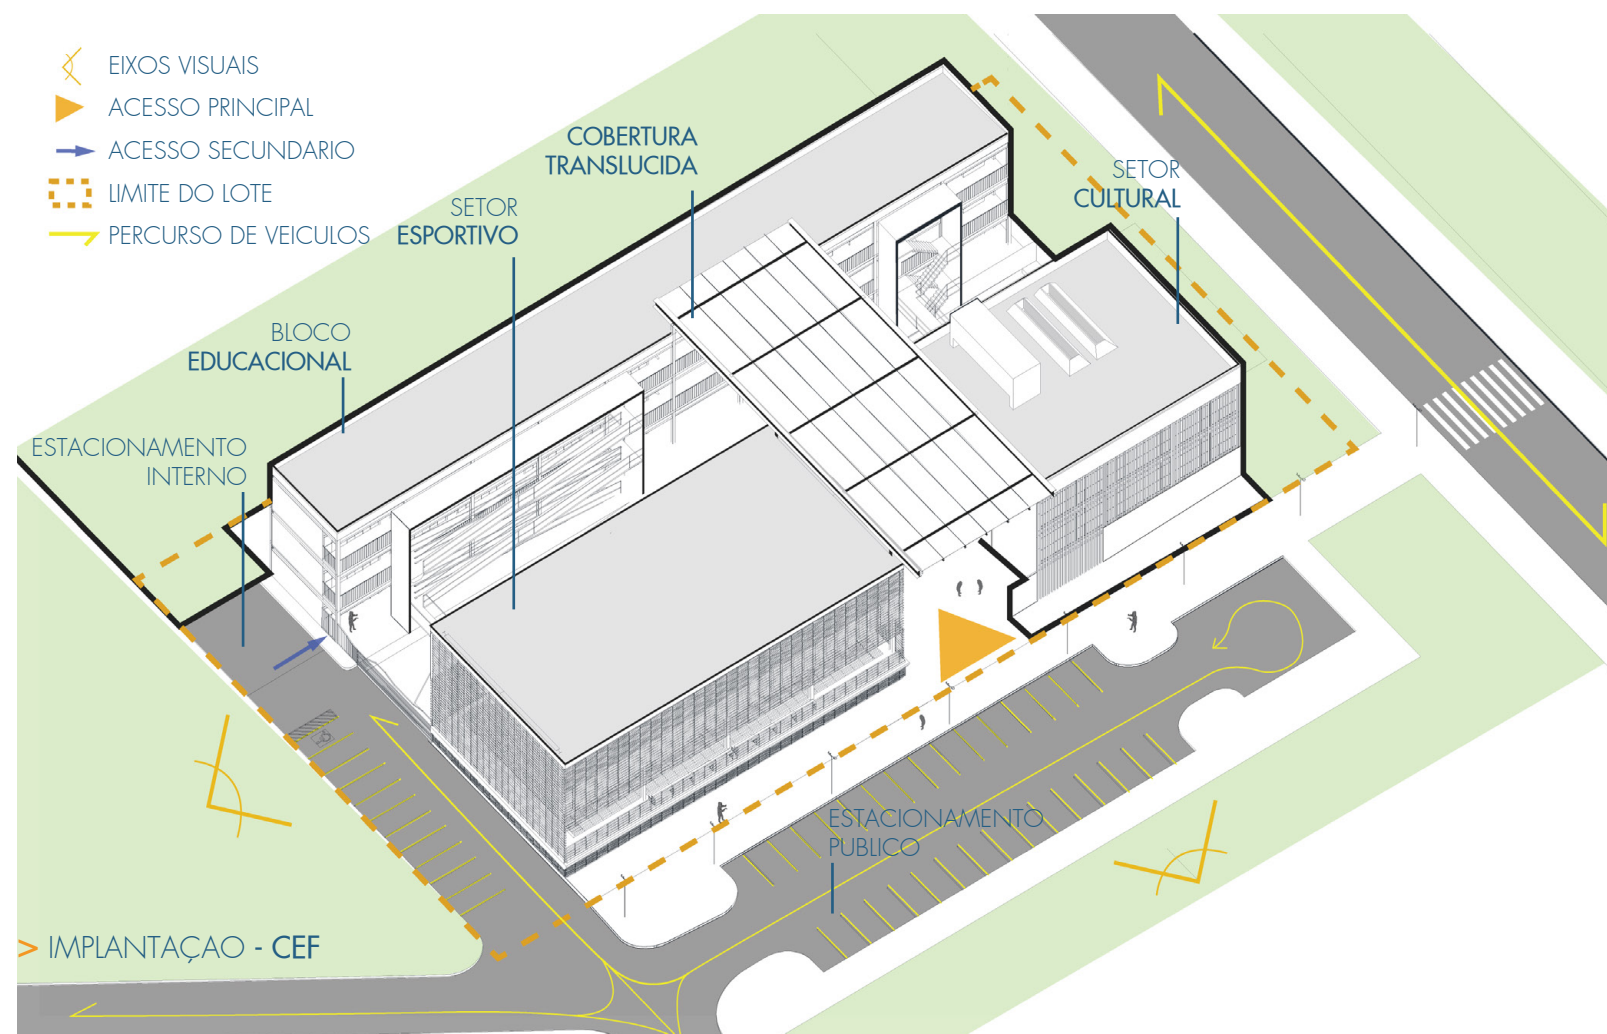 EIXOS VISUAIS
ACESSO PRINCIPAL
ACESSO SECUNDARIO
LIMITE DO LOTE
PERCURSO DE VEICULOS
COBERTURA
TRANSLUCIDA
SETOR
CULTURAL
SETOR
ESPORTIVO
BLOCO
EDUCACIONAL
ESTACIONAMENTO
INTERNO
ESTACIONAMENTO
PUBLICO
> IMPLANTAÇAO - CEF